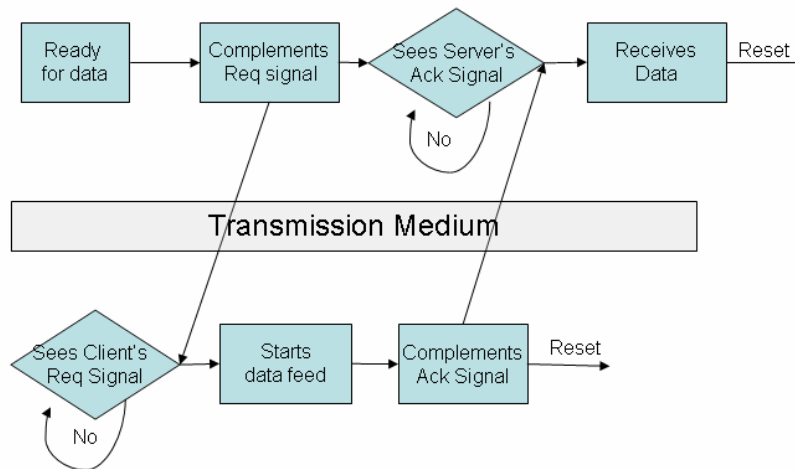 Ready
for data
Complements
Req signal
Sees Server's
Ack Signal
No
Receives
Data
Reset
Transmission Medium
Sees Client's
Req Signal
No
Starts
data feed
Complements
Ack Signal
Reset